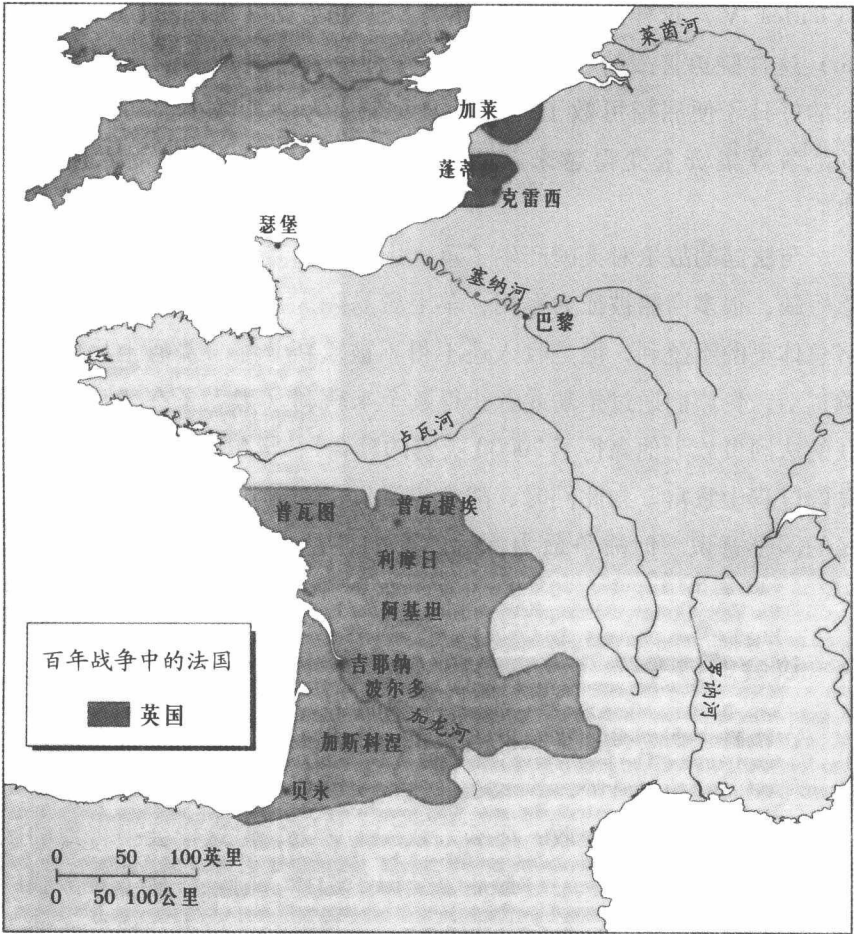 莱茵河
加莱
蓬蒂
克雷西
瑟堡
塞纳河
巴黎
卢瓦河
普瓦图
普瓦提埃
利摩日
阿基坦
吉耶纳
波尔多
加龙河
加斯科涅
贝永
罗讷河
百年战争中的法国
英国
0 50 100英里
0 50 100公里